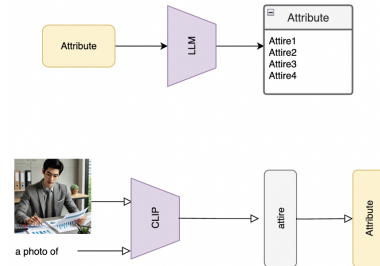 Attribute
LLM
Attribute
Attire1
Attire2
Attire3
Attire4
a photo of
CLIP
attire
Attribute